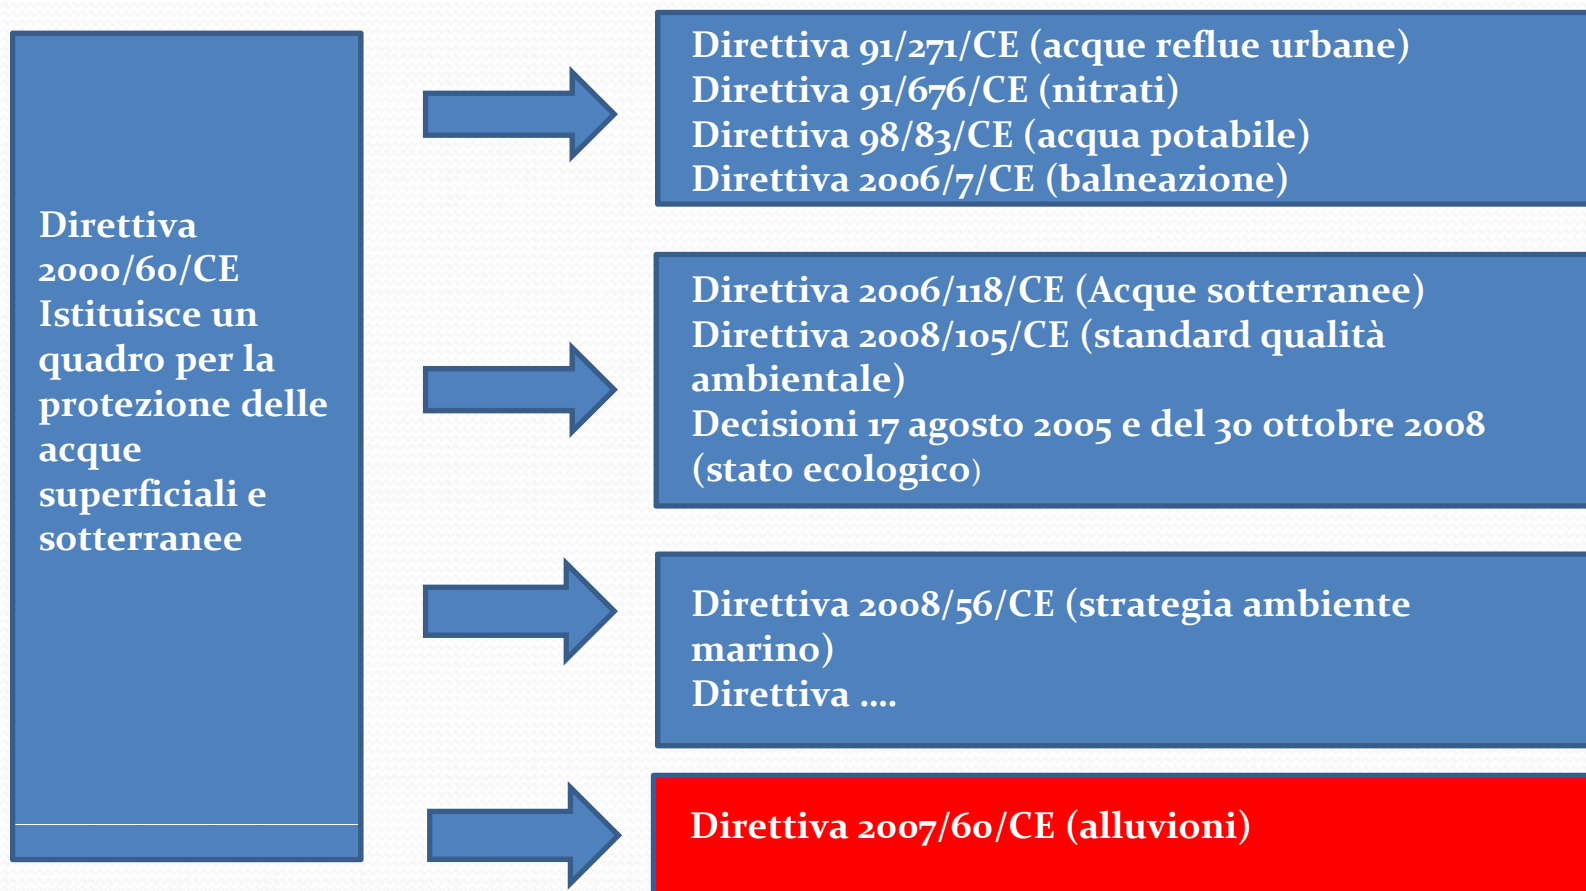 Direttiva
2000/60/CE
Istituisce un
quadro per la
protezione delle
acque
superficiali e
sotterranee
Direttiva 91/271/CE (acque reflue urbane)
Direttiva 91/676/CE (nitrati)
Direttiva 98/83/CE (acqua potabile)
Direttiva 2006/7/CE (balneazione)
Direttiva 2006/118/CE (Acque sotterranee)
Direttiva 2008/105/CE (standard qualità
ambientale)
Decisioni 17 agosto 2005 e del 30 ottobre 2008
(stato ecologico)
Direttiva 2008/56/CE (strategia ambiente
marino)
Direttiva ....
Direttiva 2007/60/CE (alluvioni)